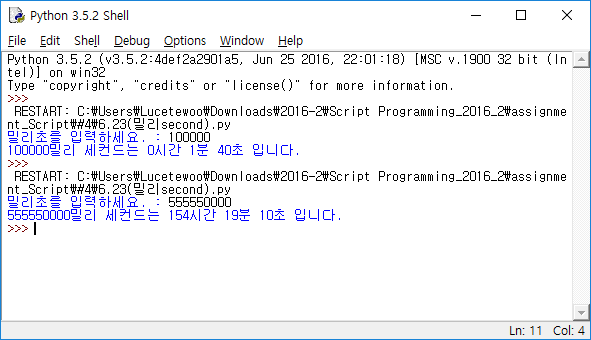 Python 3.5.2 Shell
File Edit Shell Debug Options Window Help
Python 3.5.2 (v3.5.2:4def2a2901a5, Jun 25 2016, 22:01:18) [MSC v.1900 32 bit (In
tel)] on win32
Type "copyright", "credits" or "license()" for more information.
>>>
RESTART: C:₩Users₩Lucetewoo₩Downloads₩2016-2₩Script Programming_2016_2₩assignme
nt_Script₩#4₩6.23(밀리second).py
밀리초를 입력하세요. : 100000
100000밀리 세컨드는 0시간 1분 40초 입니다.
>>>
RESTART: C:₩Users₩Lucetewoo₩Downloads₩2016-2₩Script Programming_2016_2₩assignme
nt_Script₩#4₩6.23(밀리second).py
밀리초를 입력하세요. : 555550000
555550000밀리 세컨드는 154시간 19분 10초 입니다.
>>>
Ln: 11 Col: 4